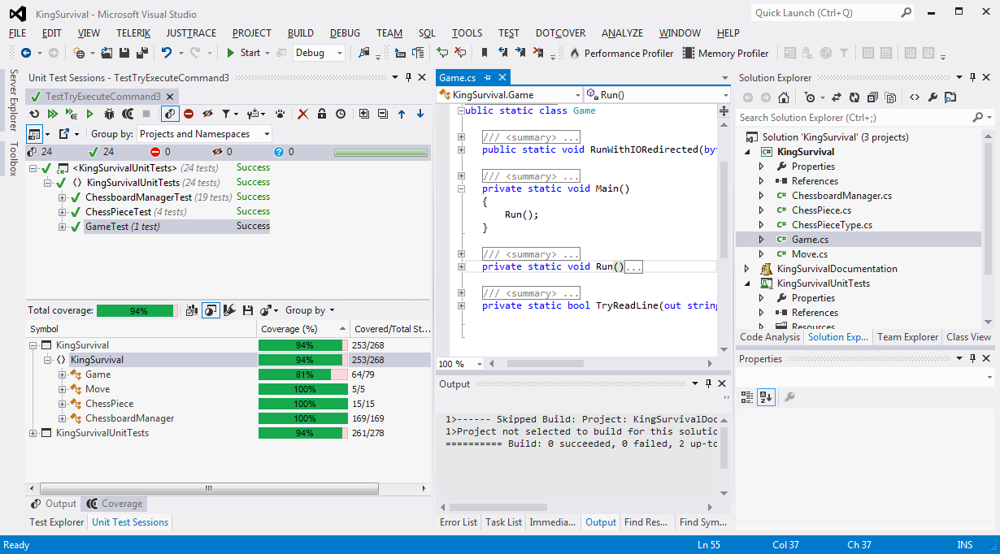 KingSurvival - Microsoft Visual Studio
Quick Launch (Ctrl+Q)
FILE EDIT VIEW TELERIK JUSTTRACE PROJECT BUILD DEBUG TEAM SQL TOOLS TEST DOTCOVER ANALYZE WINDOW HELP
Start Debug Performance Profiler Memory Profiler
Server Explorer
Toolbox
Unit Test Sessions - TestTryExecuteCommand3
TestTryExecuteCommand3
Group by: Projects and Namespaces
24 24 0 0 0
<KingSurvivalUnitTests> (24 tests) Success
KingSurvivalUnitTests (24 tests) Success
ChessboardManagerTest (19 tests) Success
ChessPieceTest (4 tests) Success
GameTest (1 test) Success
Total coverage: 94% Group by
Symbol Coverage (%) Covered/Total St...
KingSurvival 94% 253/268
KingSurvival 94% 253/268
Game 81% 64/79
Move 100% 5/5
ChessPiece 100% 15/15
ChessboardManager 100% 169/169
KingSurvivalUnitTests 94% 261/278
Output Coverage
Test Explorer Unit Test Sessions
Game.cs
KingSurvival.Game Run()
ublic static class Game
/// <summary> ...
public static void RunWithIORedirected(by
/// <summary> ...
private static void Main()
{
Run();
}
/// <summary> ...
private static void Run()...
/// <summary> ...
private static bool TryReadLine(out string
100 %
Output
1>------ Skipped Build: Project: KingSurvivalDoc
1>Project not selected to build for this solutio
========== Build: 0 succeeded, 0 failed, 2 up-to
Error List Task List Immedia... Output Find Res... Find Sym...
Solution Explorer
Search Solution Explorer (Ctrl+;)
Solution 'KingSurvival' (3 projects)
KingSurvival
Properties
References
ChessboardManager.cs
ChessPiece.cs
ChessPieceType.cs
Game.cs
Move.cs
KingSurvivalDocumentation
KingSurvivalUnitTests
Properties
References
Resources
Code Analysis Solution Exp... Team Explorer Class View
Properties
Ready Ln 55 Col 37 Ch 37 INS